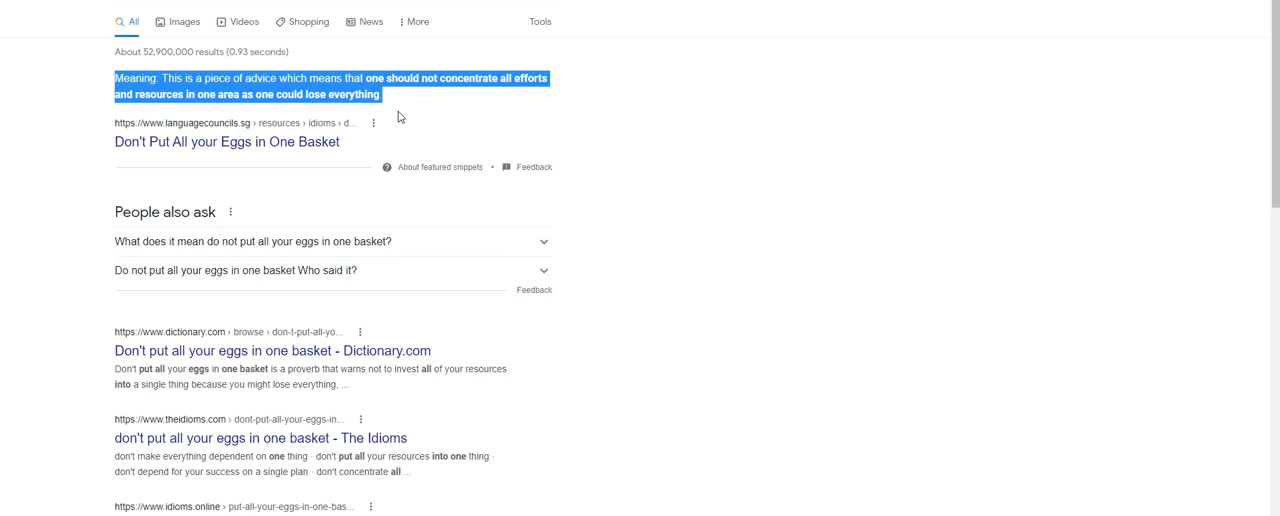 All Images Videos Shopping News More Tools
About 52,900,000 results (0.93 seconds)
Meaning: This is a piece of advice which means that one should not concentrate all efforts
and resources in one area as one could lose everything.
https://www.languagecouncils.sg › resources › idioms › d...
Don't Put All your Eggs in One Basket
About featured snippets • Feedback
People also ask
What does it mean do not put all your eggs in one basket?
Do not put all your eggs in one basket Who said it?
Feedback
https://www.dictionary.com › browse › don-t-put-all-yo...
Don't put all your eggs in one basket - Dictionary.com
Don't put all your eggs in one basket is a proverb that warns not to invest all of your resources
into a single thing because you might lose everything, ...
https://www.theidioms.com › dont-put-all-your-eggs-in...
don't put all your eggs in one basket - The Idioms
don't make everything dependent on one thing · don't put all your resources into one thing ·
don't depend for your success on a single plan · don't concentrate all ...
https://www.idioms.online › put-all-your-eggs-in-one-bas...